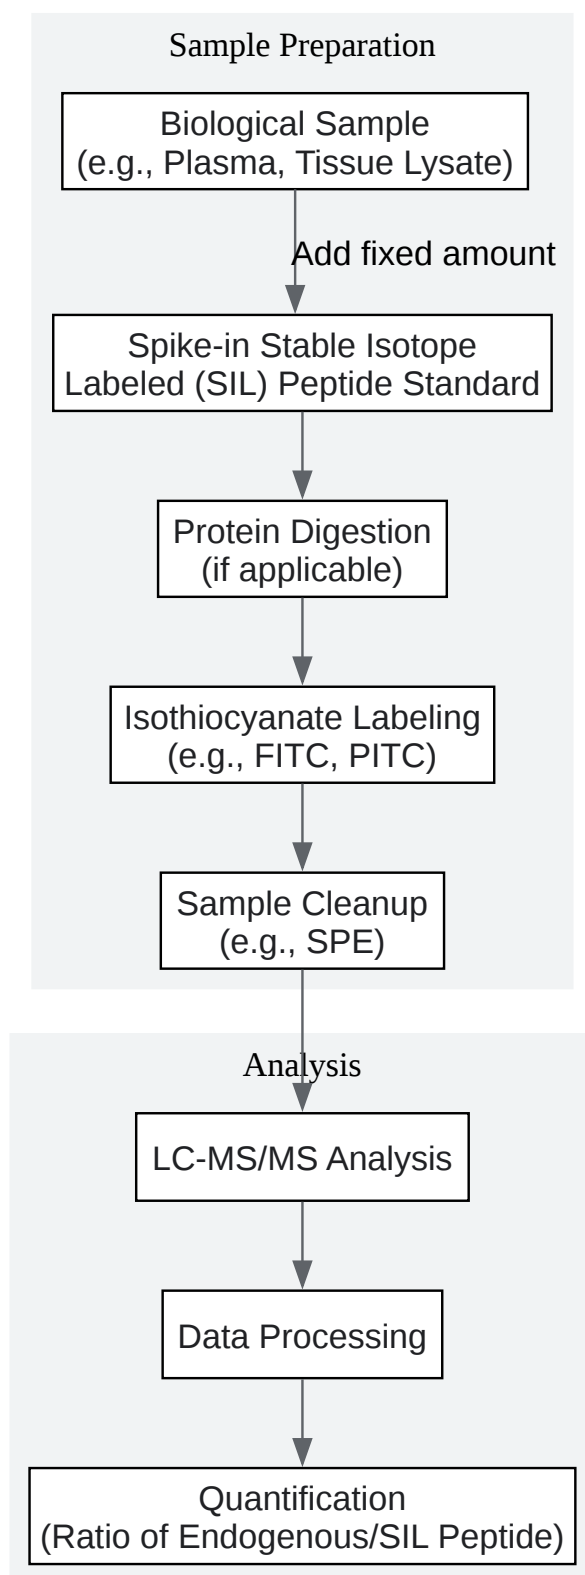 Sample Preparation
Biological Sample
(e.g., Plasma, Tissue Lysate)
Add fixed amount
Spike-in Stable Isotope
Labeled (SIL) Peptide Standard
Protein Digestion
(if applicable)
Isothiocyanate Labeling
(e.g., FITC, PITC)
Sample Cleanup
(e.g., SPE)
Analysis
LC-MS/MS Analysis
Data Processing
Quantification
(Ratio of Endogenous/SIL Peptide)